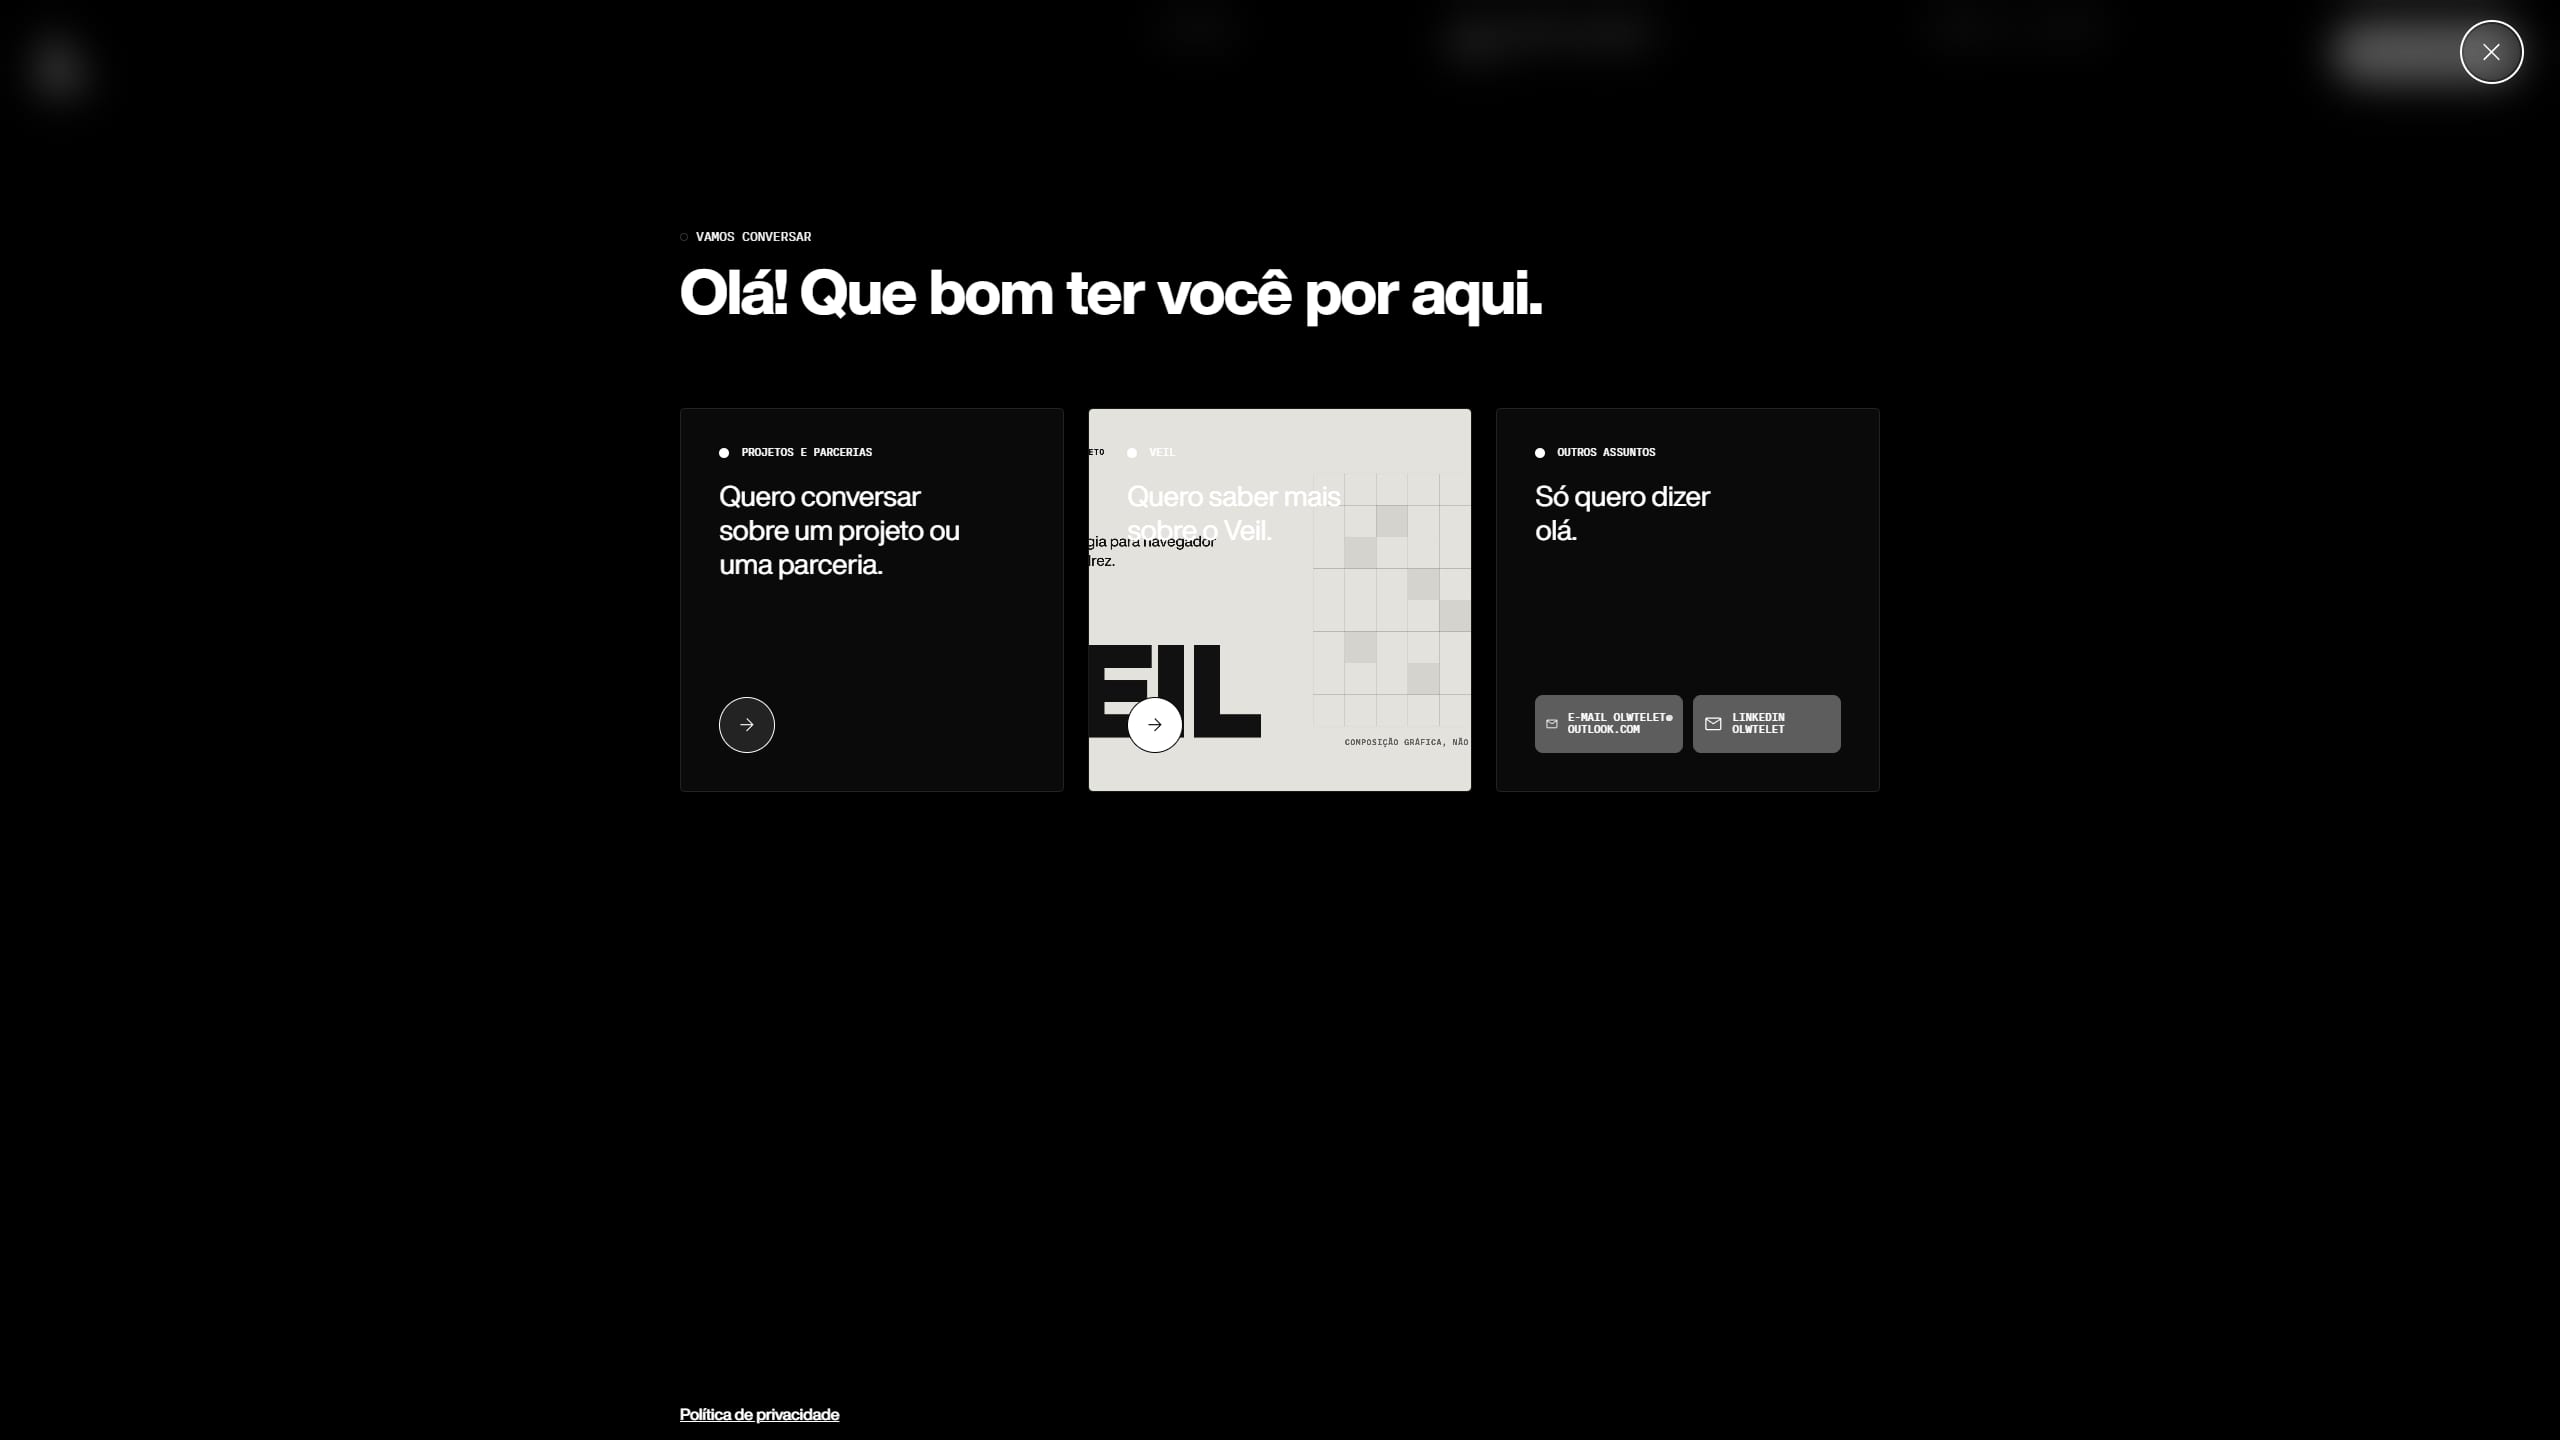 VAMOS CONVERSAR
Olá! Que bom ter você por aqui.
PROJETOS E PARCERIAS
Quero conversar
sobre um projeto ou
uma parceria.
ETO
VEIL
Quero saber mais
sobre o Veil.
gia para navegador
drez.
EIL
COMPOSIÇÃO GRÁFICA, NÃO
OUTROS ASSUNTOS
Só quero dizer
olá.
E-MAIL OLWTELET@
OUTLOOK.COM
LINKEDIN
OLWTELET
Política de privacidade